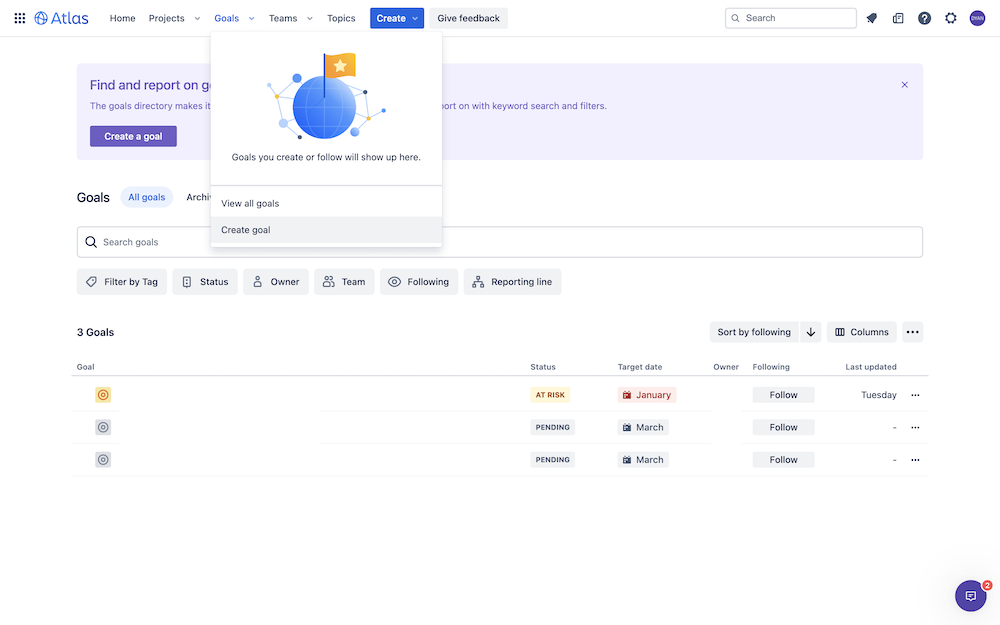 Atlas Home Projects Goals Teams Topics Create Give feedback Search DYAN
Find and report on g
The goals directory makes it ort on with keyword search and filters.
Create a goal
Goals you create or follow will show up here.
View all goals
Create goal
Goals All goals Archiv
Search goals
Filter by Tag Status Owner Team Following Reporting line
3 Goals Sort by following Columns
Goal Status Target date Owner Following Last updated
AT RISK January Follow Tuesday
PENDING March Follow -
PENDING March Follow -
2